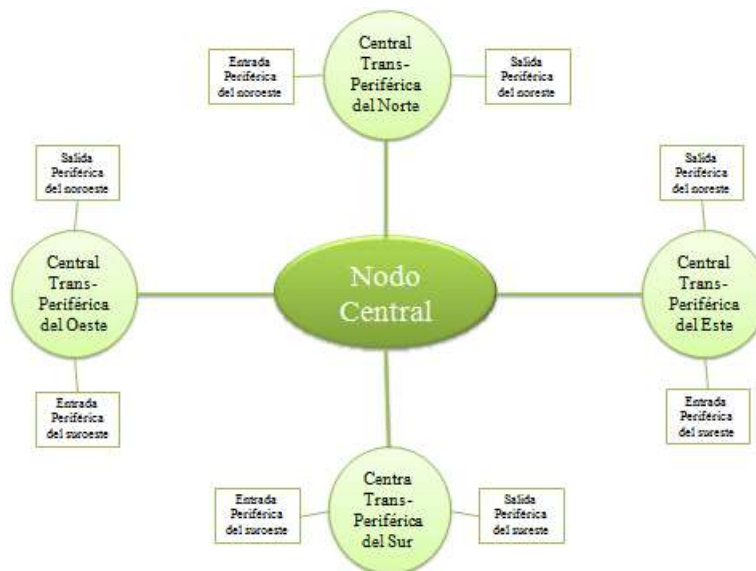 Central
Trans-
Periférica
del Norte
Entrada
Periférica
del noroeste
Salida
Periférica
del noreste
Salida
Periférica
del noroeste
Salida
Periférica
del noreste
Central
Trans-
Periférica
del Oeste
Nodo
Central
Central
Trans-
Periférica
del Este
Entrada
Periférica
del suroeste
Entrada
Periférica
del sureste
Centra
Trans-
Periférica
del Sur
Entrada
Periférica
del suroeste
Salida
Periférica
del sureste